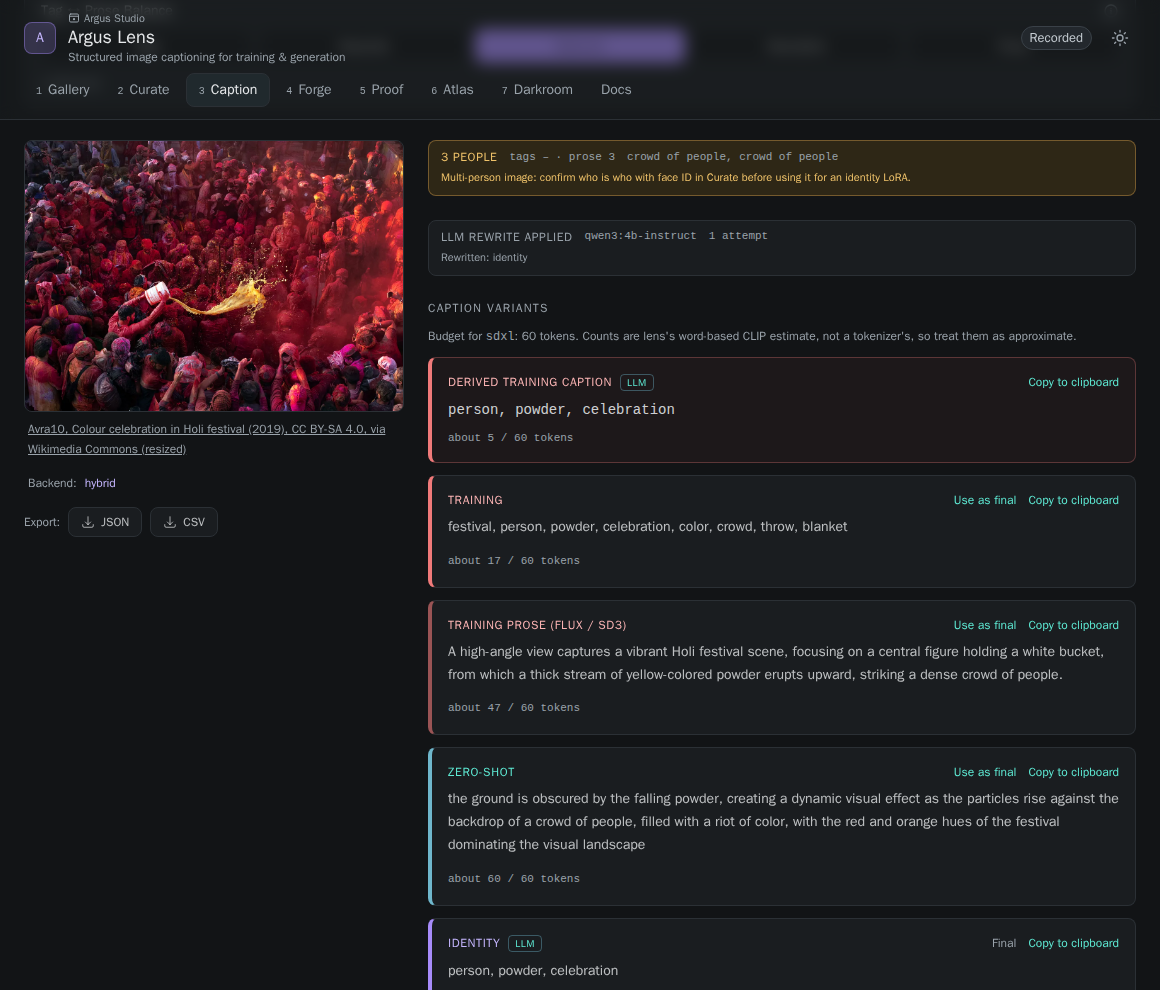 Argus Studio
A
Argus Lens
Structured image captioning for training & generation
Recorded
1 Gallery
2 Curate
3 Caption
4 Forge
5 Proof
6 Atlas
7 Darkroom
Docs
Avra10, Colour celebration in Holi festival (2019), CC BY-SA 4.0, via
Wikimedia Commons (resized)
Backend: hybrid
Export: JSON CSV
3 PEOPLE tags – · prose 3 crowd of people, crowd of people
Multi-person image: confirm who is who with face ID in Curate before using it for an identity LoRA.
LLM REWRITE APPLIED qwen3:4b-instruct 1 attempt
Rewritten: identity
CAPTION VARIANTS
Budget for sdxl: 60 tokens. Counts are lens's word-based CLIP estimate, not a tokenizer's, so treat them as approximate.
DERIVED TRAINING CAPTION LLM Copy to clipboard
person, powder, celebration
about 5 / 60 tokens
TRAINING Use as final Copy to clipboard
festival, person, powder, celebration, color, crowd, throw, blanket
about 17 / 60 tokens
TRAINING PROSE (FLUX / SD3) Use as final Copy to clipboard
A high-angle view captures a vibrant Holi festival scene, focusing on a central figure holding a white bucket,
from which a thick stream of yellow-colored powder erupts upward, striking a dense crowd of people.
about 47 / 60 tokens
ZERO-SHOT Use as final Copy to clipboard
the ground is obscured by the falling powder, creating a dynamic visual effect as the particles rise against the
backdrop of a crowd of people, filled with a riot of color, with the red and orange hues of the festival
dominating the visual landscape
about 60 / 60 tokens
IDENTITY LLM Final Copy to clipboard
person, powder, celebration